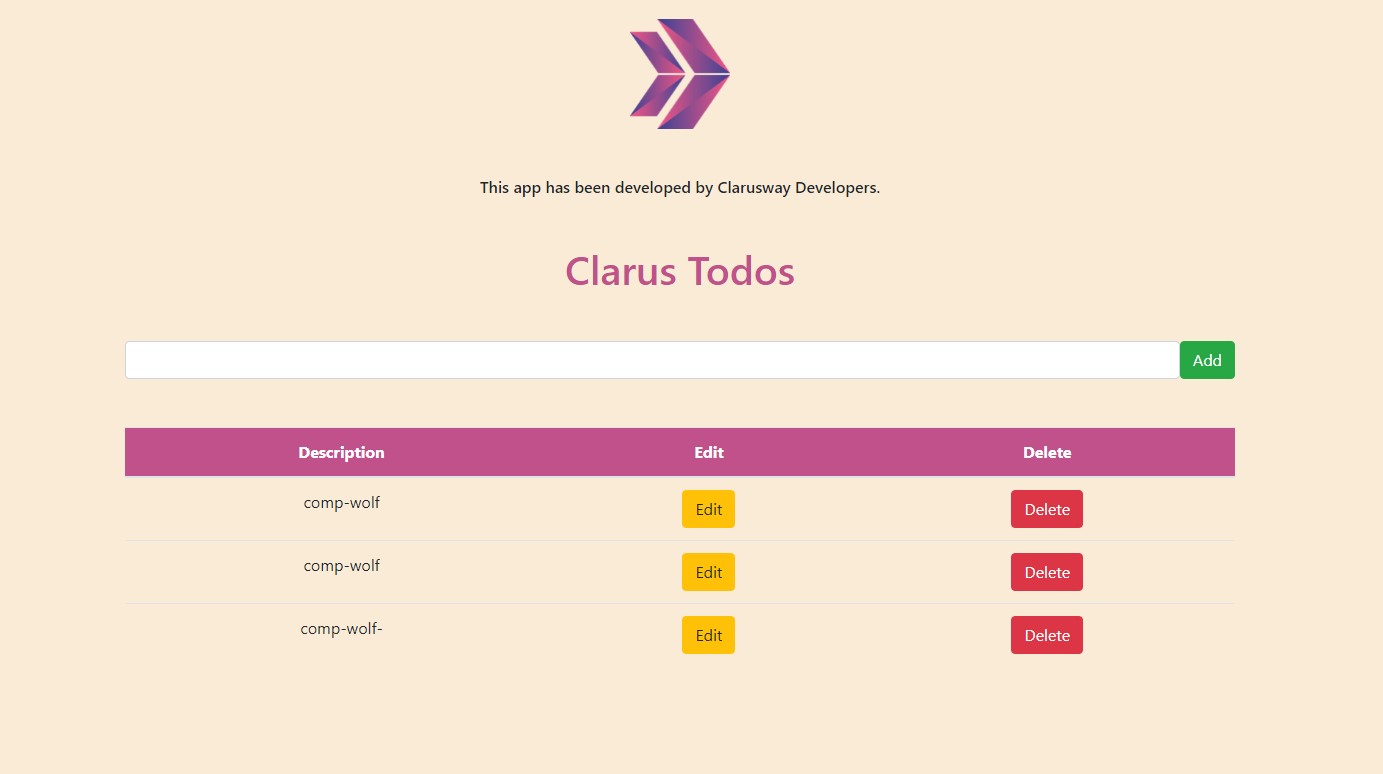 This app has been developed by Clarusway Developers.
Clarus Todos
Add
Description Edit Delete
comp-wolf Edit Delete
comp-wolf Edit Delete
comp-wolf- Edit Delete